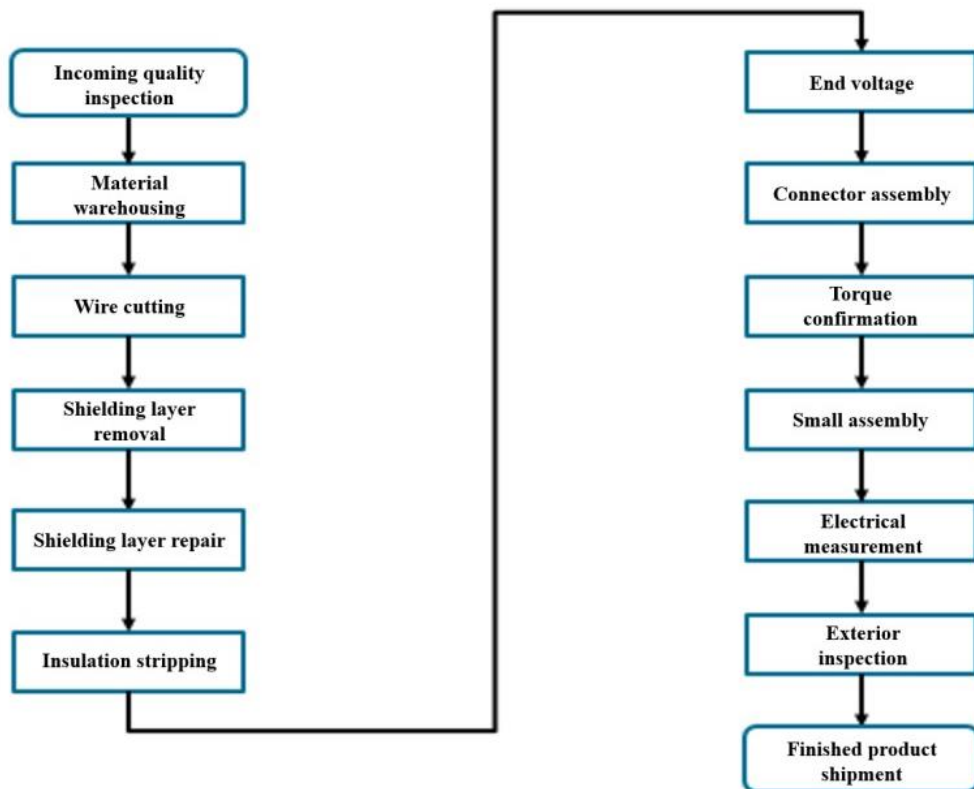 Incoming quality
inspection
Material
warehousing
Wire cutting
Shielding layer
removal
Shielding layer repair
Insulation stripping
End voltage
Connector assembly
Torque
confirmation
Small assembly
Electrical
measurement
Exterior
inspection
Finished product
shipment